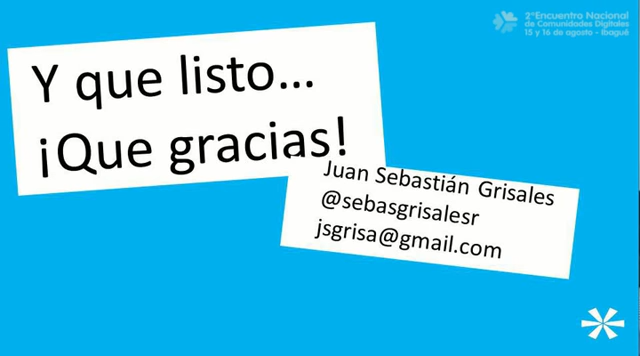 2º Encuentro Nacional
de Comunidades Digitales
15 y 16 de agosto - Ibagué
Y que listo...
¡Que gracias!
Juan Sebastián Grisales
@sebasgrisalesr
jsgrisa@gmail.com